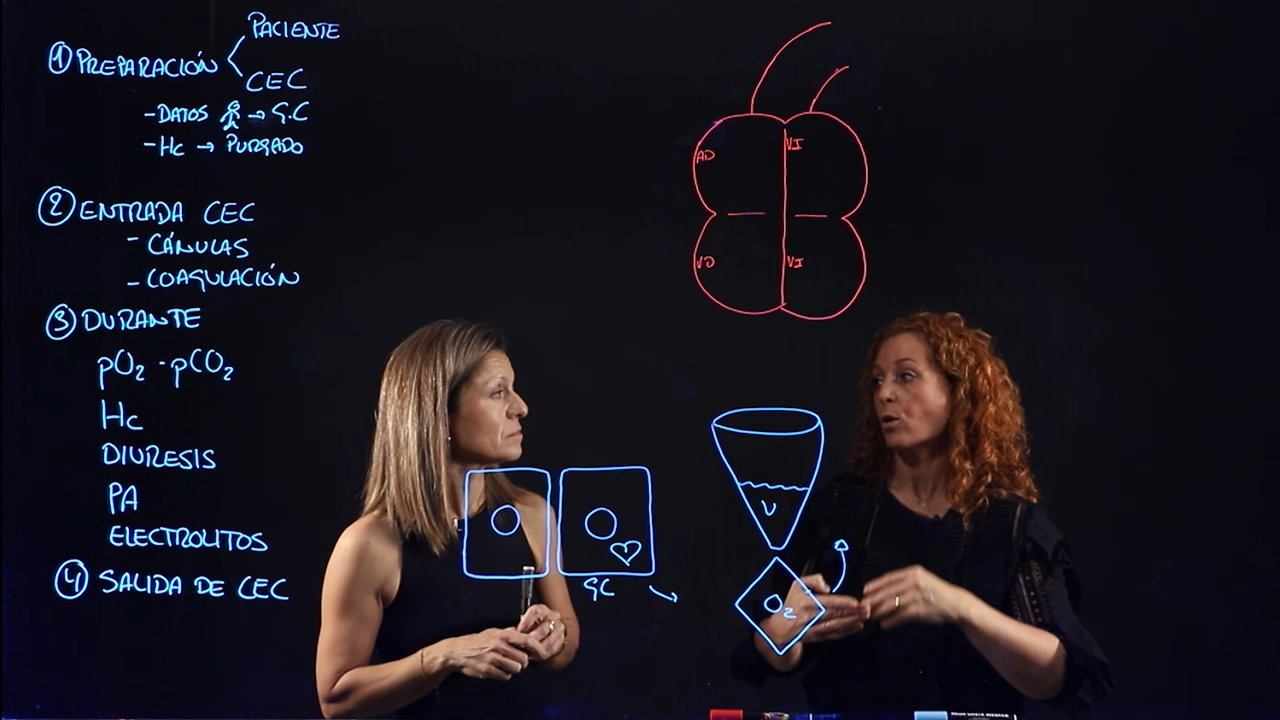 ① PREPARACIÓN
PACIENTE
CEC
- DATOS → G.C
- Hc → PURGADO
② ENTRADA CEC
- CÁNULAS
- COAGULACIÓN
③ DURANTE
pO₂ · pCO₂
Hc
DIURESIS
PA
ELECTROLITOS
④ SALIDA DE CEC
AD
VI
VD
VI
V
GC
O₂